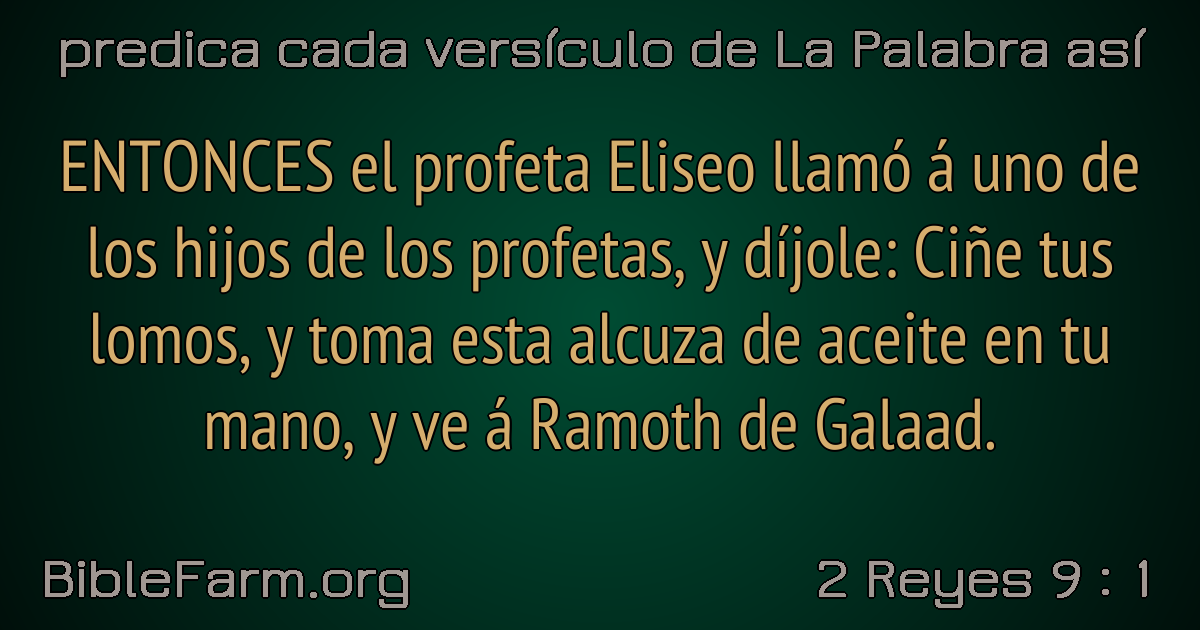 predica cada versículo de La Palabra así
ENTONCES el profeta Eliseo llamó á uno de
los hijos de los profetas, y díjole: Ciñe tus
lomos, y toma esta alcuza de aceite en tu
mano, y ve á Ramoth de Galaad.
BibleFarm.org
2 Reyes 9 : 1